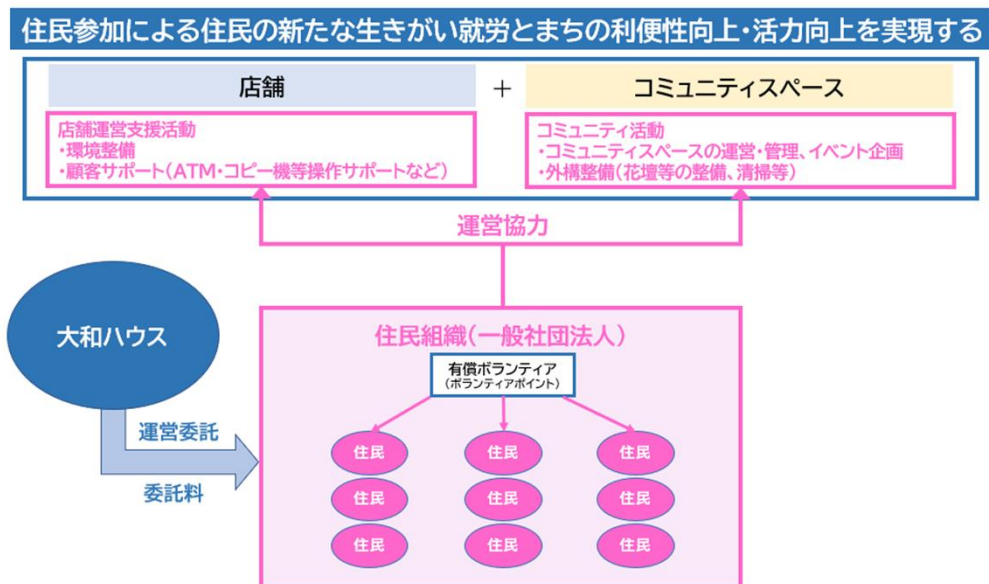 住民参加による住民の新たな生きがい就労とまちの利便性向上・活力向上を実現する
店舗
+
コミュニティスペース
店舗運営支援活動
・環境整備
・顧客サポート(ATM・コピー機等操作サポートなど)
コミュニティ活動
・コミュニティスペースの運営・管理、イベント企画
・外構整備(花壇等の整備、清掃等)
運営協力
大和ハウス
運営委託
委託料
住民組織(一般社団法人)
有償ボランティア
(ボランティアポイント)
住民
住民
住民
住民
住民
住民
住民
住民
住民